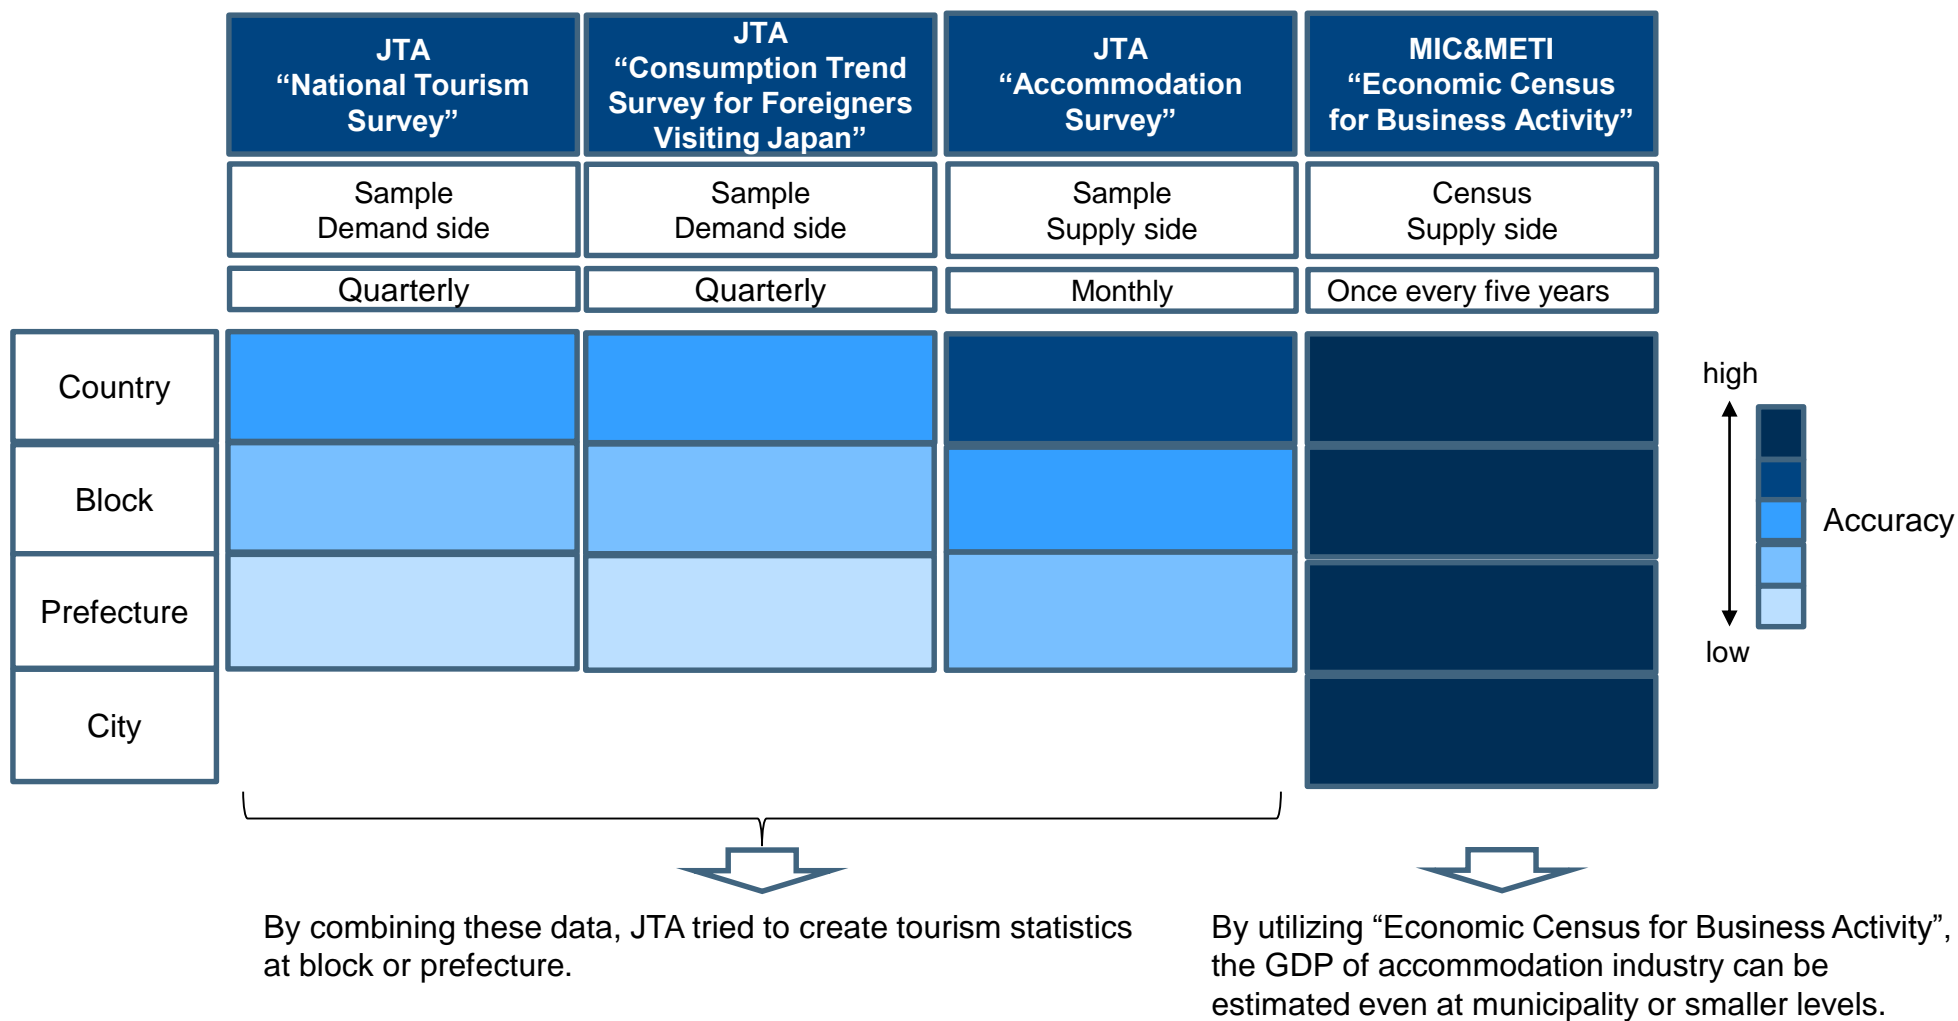 JTA
“National Tourism
Survey”
JTA
“Consumption Trend
Survey for Foreigners
Visiting Japan”
JTA
“Accommodation
Survey”
MIC&METI
“Economic Census
for Business Activity”
Sample
Demand side
Sample
Demand side
Sample
Supply side
Census
Supply side
Quarterly
Quarterly
Monthly
Once every five years
Country
Block
Prefecture
City
high
Accuracy
low
By combining these data, JTA tried to create tourism statistics
at block or prefecture.
By utilizing “Economic Census for Business Activity”,
the GDP of accommodation industry can be
estimated even at municipality or smaller levels.